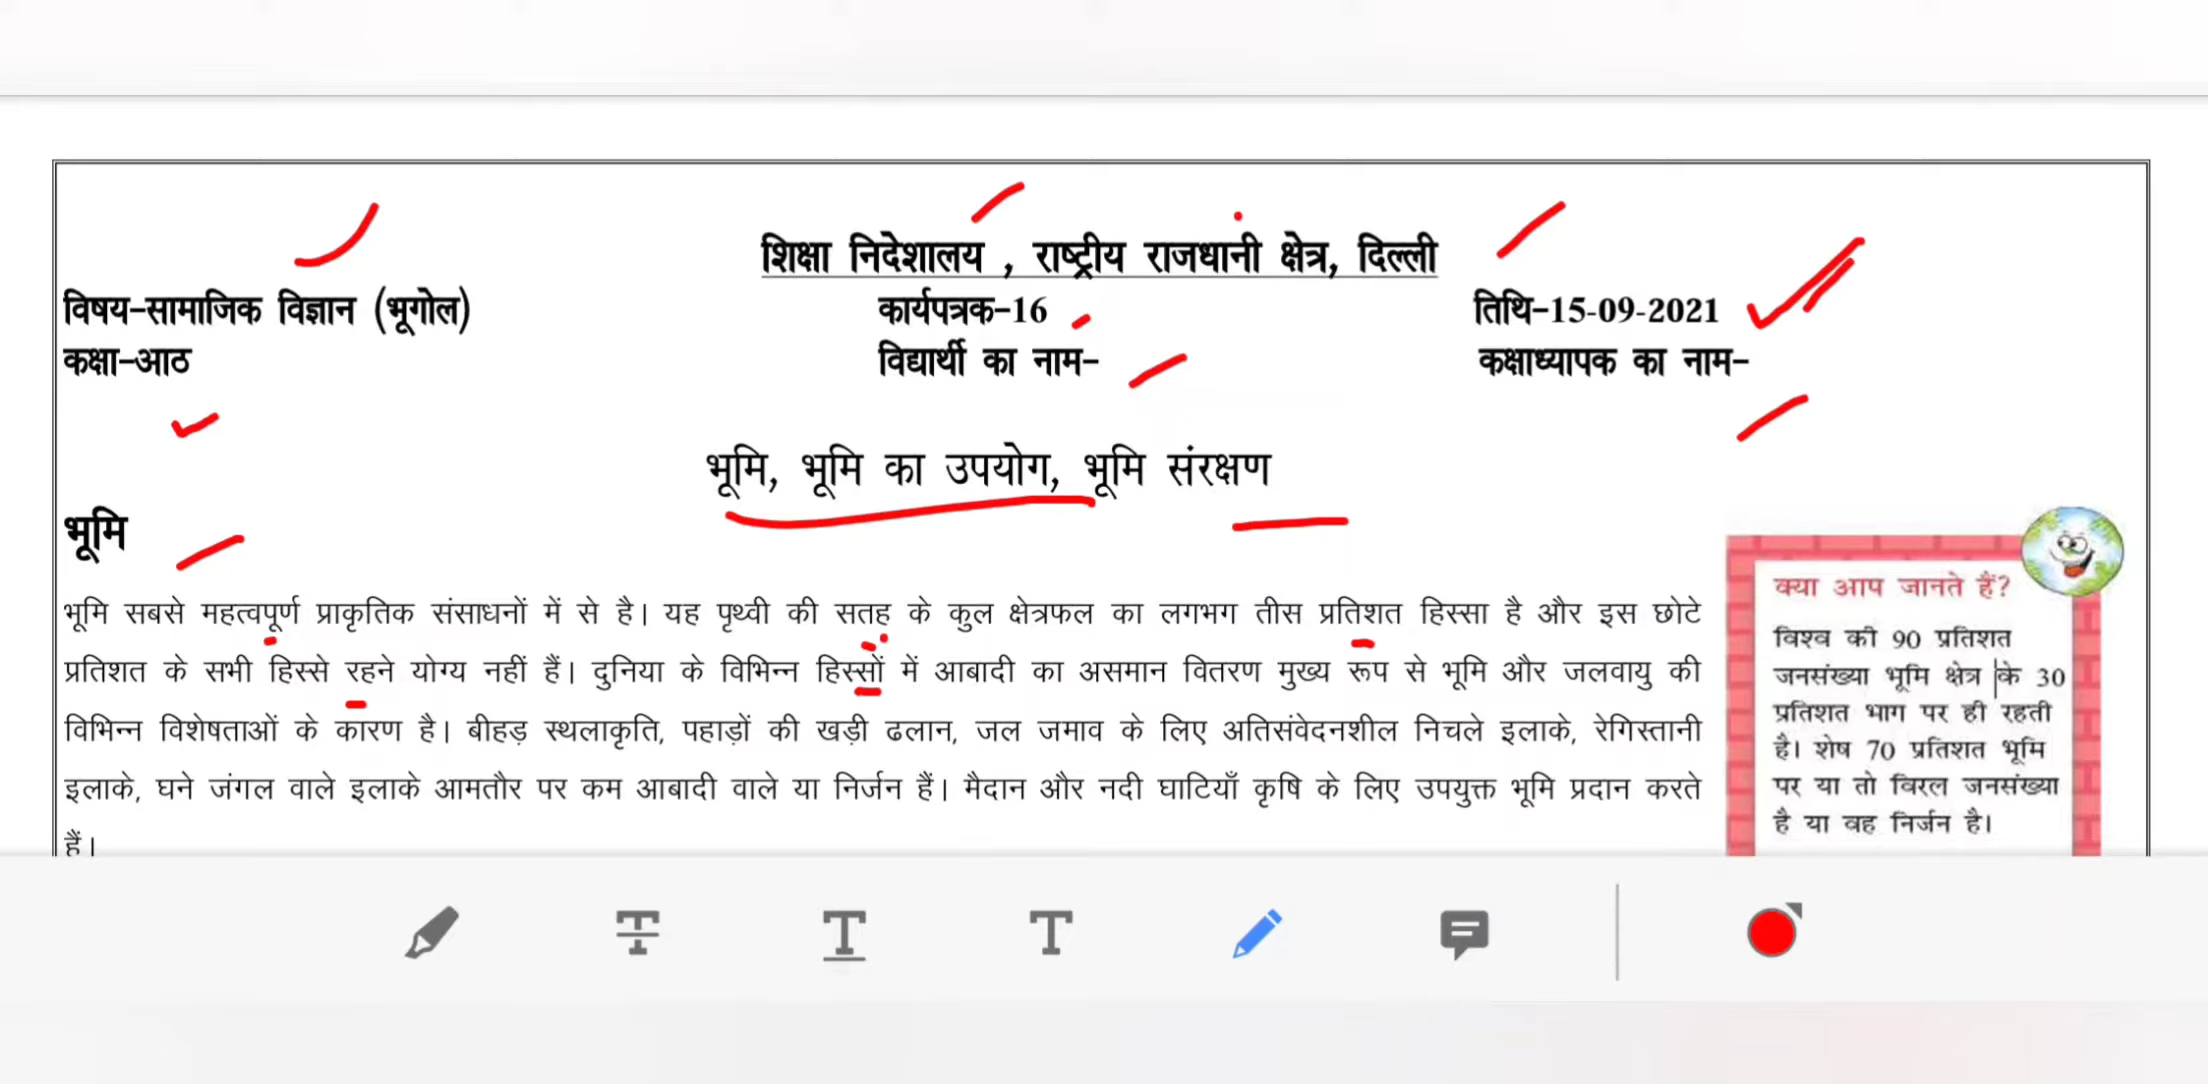 शिक्षा निदेशालय , राष्ट्रीय राजधानी क्षेत्र, दिल्ली
विषय-सामाजिक विज्ञान (भूगोल) कार्यपत्रक-16 तिथि-15-09-2021
कक्षा-आठ विद्यार्थी का नाम- कक्षाध्यापक का नाम-
भूमि, भूमि का उपयोग, भूमि संरक्षण
भूमि
भूमि सबसे महत्वपूर्ण प्राकृतिक संसाधनों में से है। यह पृथ्वी की सतह के कुल क्षेत्रफल का लगभग तीस प्रतिशत हिस्सा है और इस छोटे
प्रतिशत के सभी हिस्से रहने योग्य नहीं हैं। दुनिया के विभिन्न हिस्सों में आबादी का असमान वितरण मुख्य रूप से भूमि और जलवायु की
विभिन्न विशेषताओं के कारण है। बीहड़ स्थलाकृति, पहाड़ों की खड़ी ढलान, जल जमाव के लिए अतिसंवेदनशील निचले इलाके, रेगिस्तानी
इलाके, घने जंगल वाले इलाके आमतौर पर कम आबादी वाले या निर्जन हैं। मैदान और नदी घाटियाँ कृषि के लिए उपयुक्त भूमि प्रदान करते
हैं।
क्या आप जानते हैं?
विश्व की 90 प्रतिशत
जनसंख्या भूमि क्षेत्र के 30
प्रतिशत भाग पर ही रहती
है। शेष 70 प्रतिशत भूमि
पर या तो विरल जनसंख्या
है या वह निर्जन है।